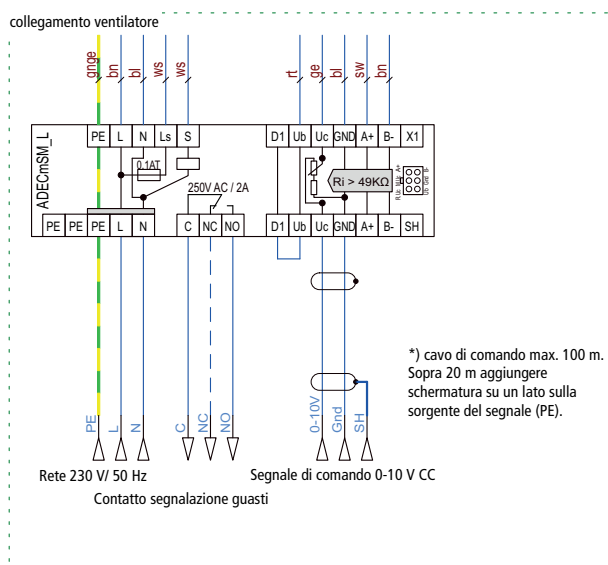 collegamento ventilatore
gnge bn bl ws ws rt ge bl sw bn
PE L N Ls S D1 Ub Uc GND A+ B- X1
ADECmSM_L
0.1AT
250V AC / 2A
Ri > 49KΩ
A+ B-
Ub Gnd
PE PE PE L N C NC NO D1 Ub Uc GND A+ B- SH
*) cavo di comando max. 100 m.
Sopra 20 m aggiungere
schermatura su un lato sulla
sorgente del segnale (PE).
PE L N C NC NO 0-10V Gnd SH
Rete 230 V/ 50 Hz
Segnale di comando 0-10 V CC
Contatto segnalazione guasti